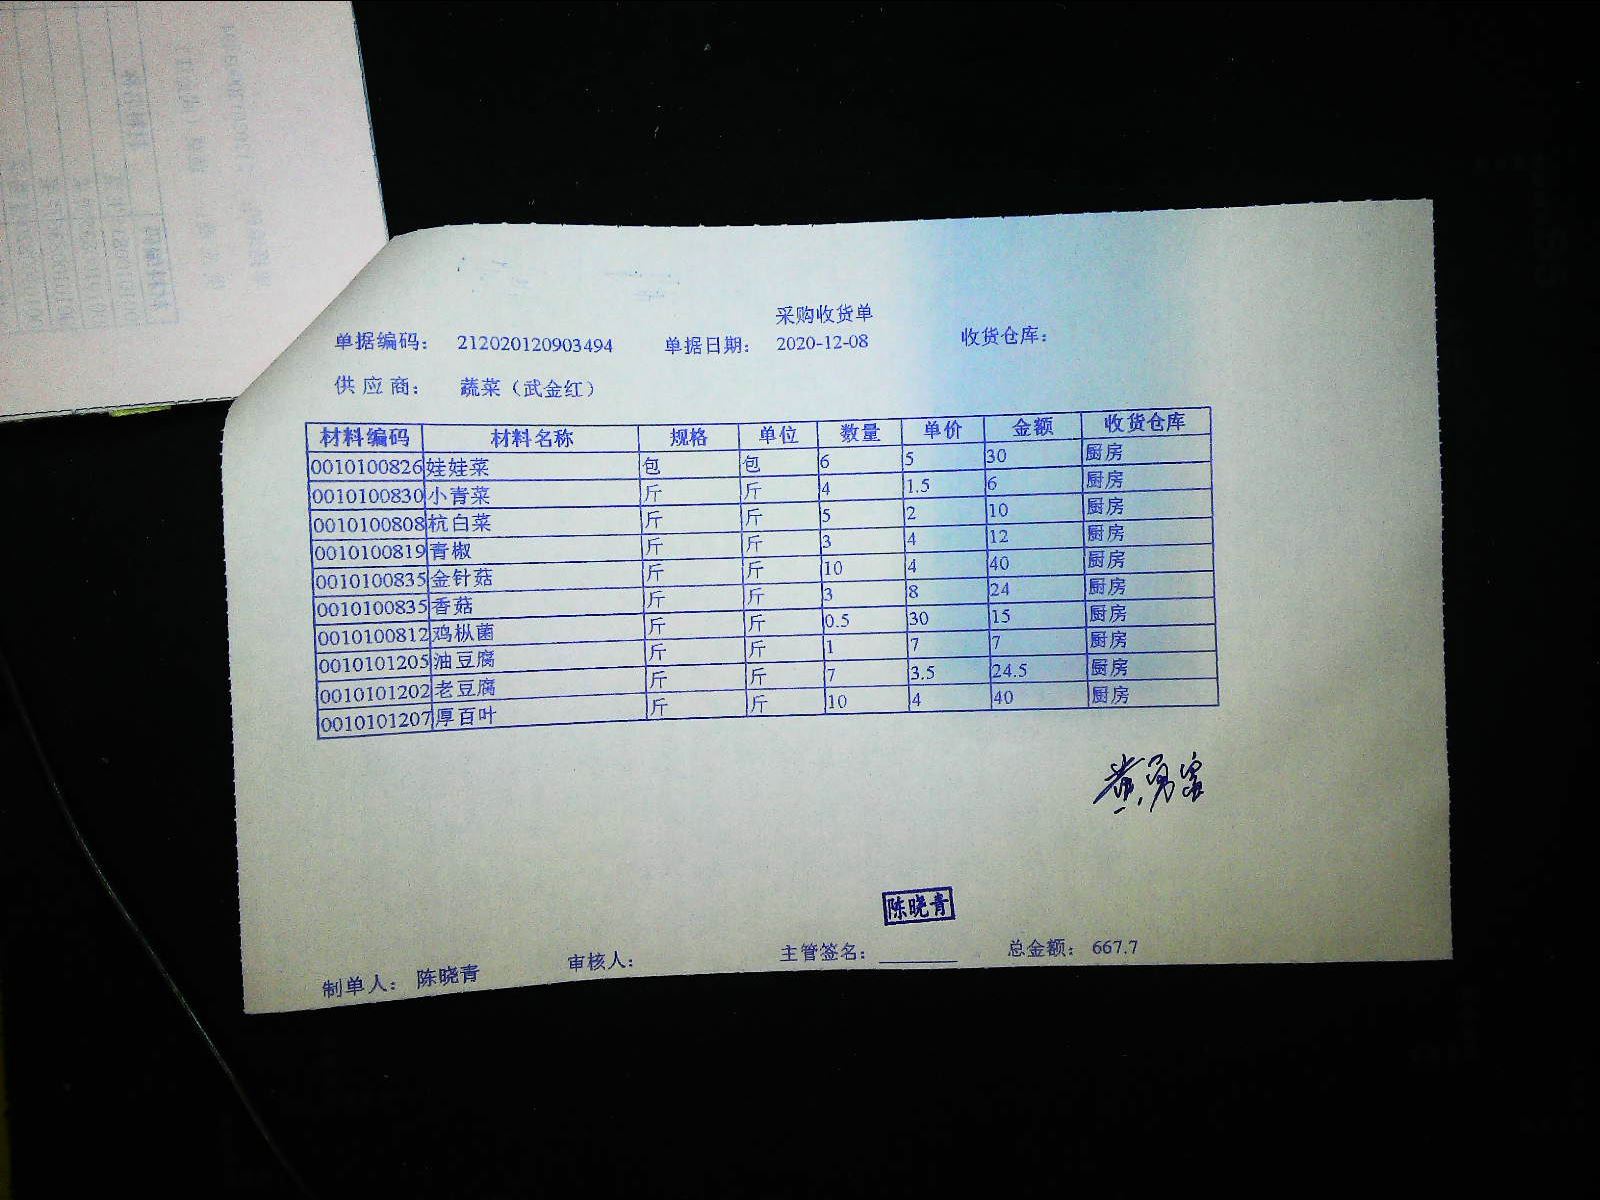 采购收货单
单据编码： 212020120903494 单据日期： 2020-12-08 收货仓库：
供 应 商： 蔬菜（武金红）
材料编码 材料名称 规格 单位 数量 单价 金额 收货仓库
0010100826 娃娃菜 包 包 6 5 30 厨房
0010100830 小青菜 斤 斤 4 1.5 6 厨房
0010100808 杭白菜 斤 斤 5 2 10 厨房
0010100819 青椒 斤 斤 3 4 12 厨房
0010100835 金针菇 斤 斤 10 4 40 厨房
0010100835 香菇 斤 斤 3 8 24 厨房
0010100812 鸡枞菌 斤 斤 0.5 30 15 厨房
0010101205 油豆腐 斤 斤 1 7 7 厨房
0010101202 老豆腐 斤 斤 7 3.5 24.5 厨房
0010101207 厚百叶 斤 斤 10 4 40 厨房
陈晓青
制单人： 陈晓青 审核人： 主管签名： 总金额： 667.7